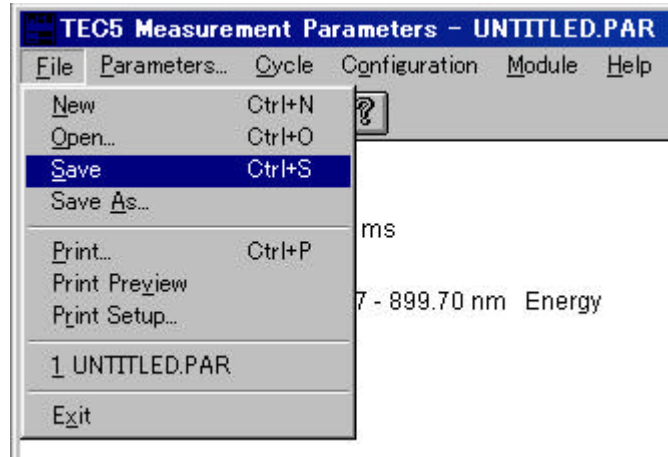 TEC5 Measurement Parameters - UNTITLED.PAR
File Parameters... Cycle Configuration Module Help
New Ctrl+N
Open... Ctrl+O
Save Ctrl+S
Save As...
ms
Print... Ctrl+P
Print Preview
7 - 899.70 nm Energy
Print Setup...
1 UNTITLED.PAR
Exit